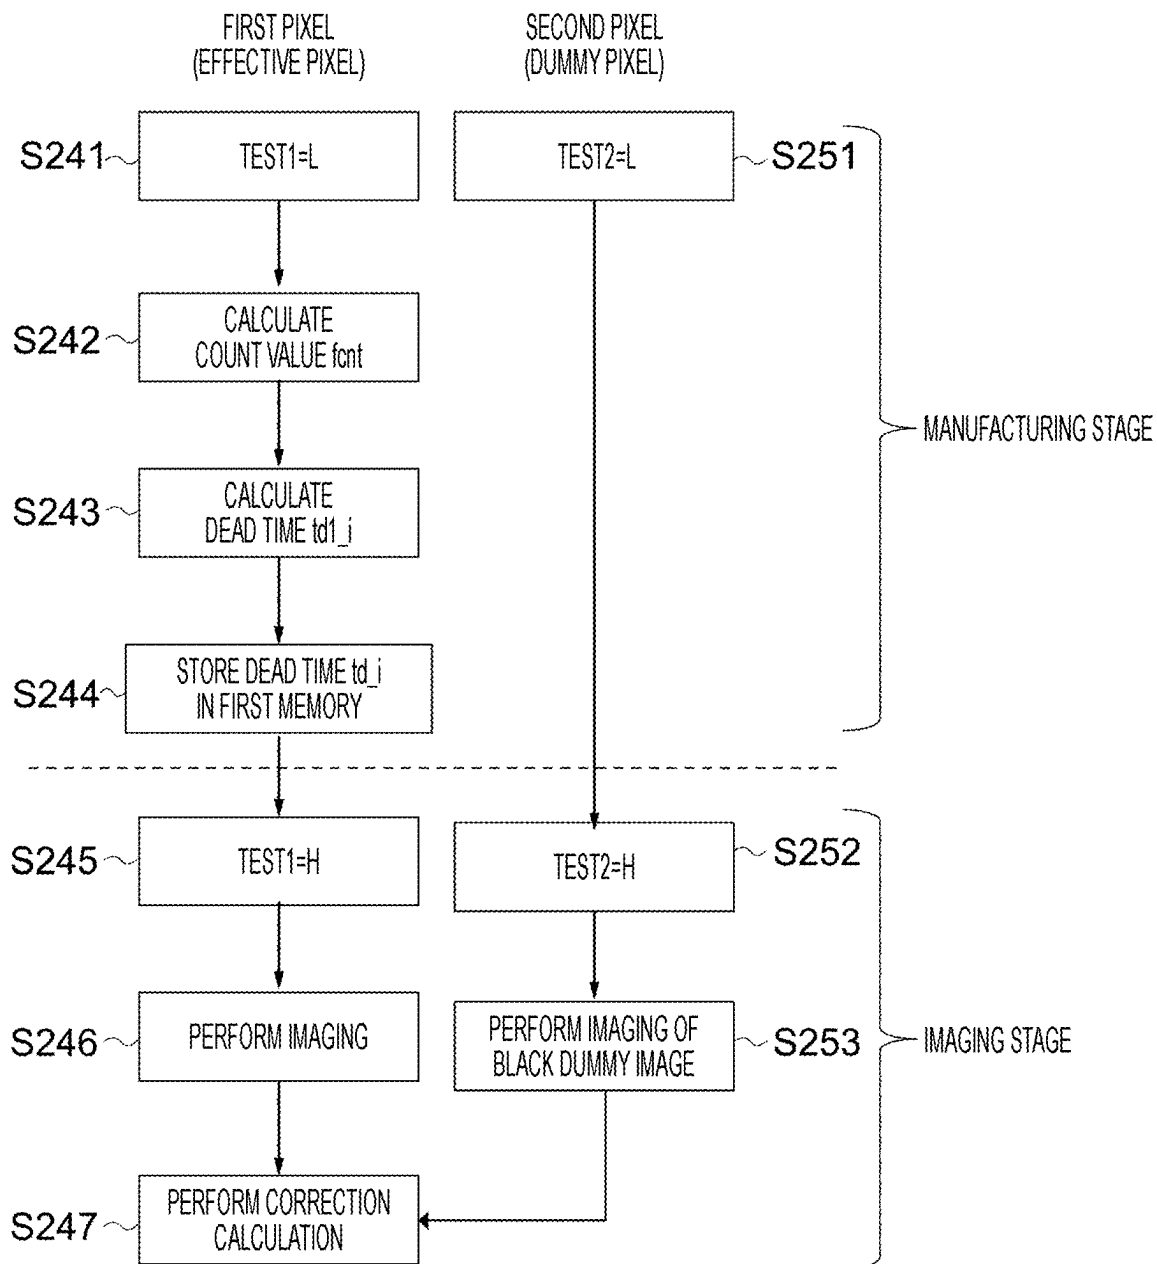 FIRST PIXEL
(EFFECTIVE PIXEL)
SECOND PIXEL
(DUMMY PIXEL)
S241
TEST1=L
TEST2=L
S251
S242
CALCULATE
COUNT VALUE fcnt
MANUFACTURING STAGE
S243
CALCULATE
DEAD TIME td1_i
S244
STORE DEAD TIME td_i
IN FIRST MEMORY
S245
TEST1=H
TEST2=H
S252
S246
PERFORM IMAGING
PERFORM IMAGING OF
BLACK DUMMY IMAGE
S253
IMAGING STAGE
S247
PERFORM CORRECTION
CALCULATION